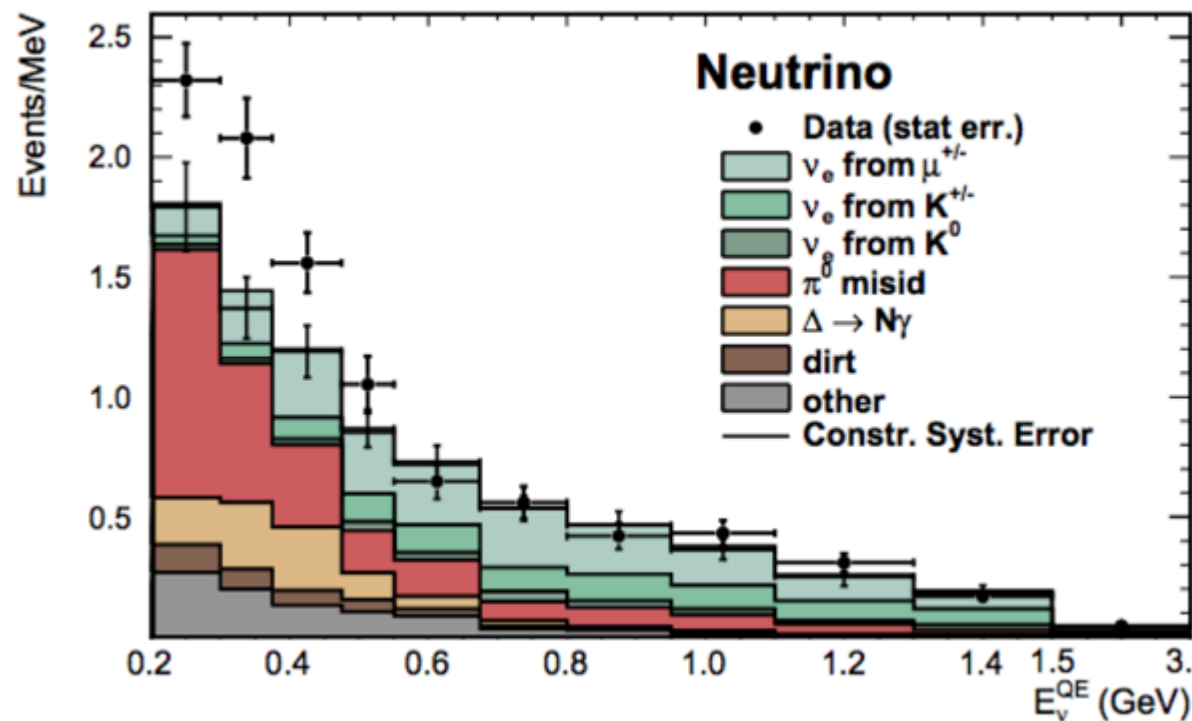 Events/MeV
2.5
2.0
1.5
1.0
0.5
Neutrino
Data (stat err.)
νe from μ+/-
νe from K+/-
νe from K0
π0 misid
Δ → Nγ
dirt
other
Constr. Syst. Error
0.2 0.4 0.6 0.8 1.0 1.2 1.4 1.5 3.
EνQE (GeV)